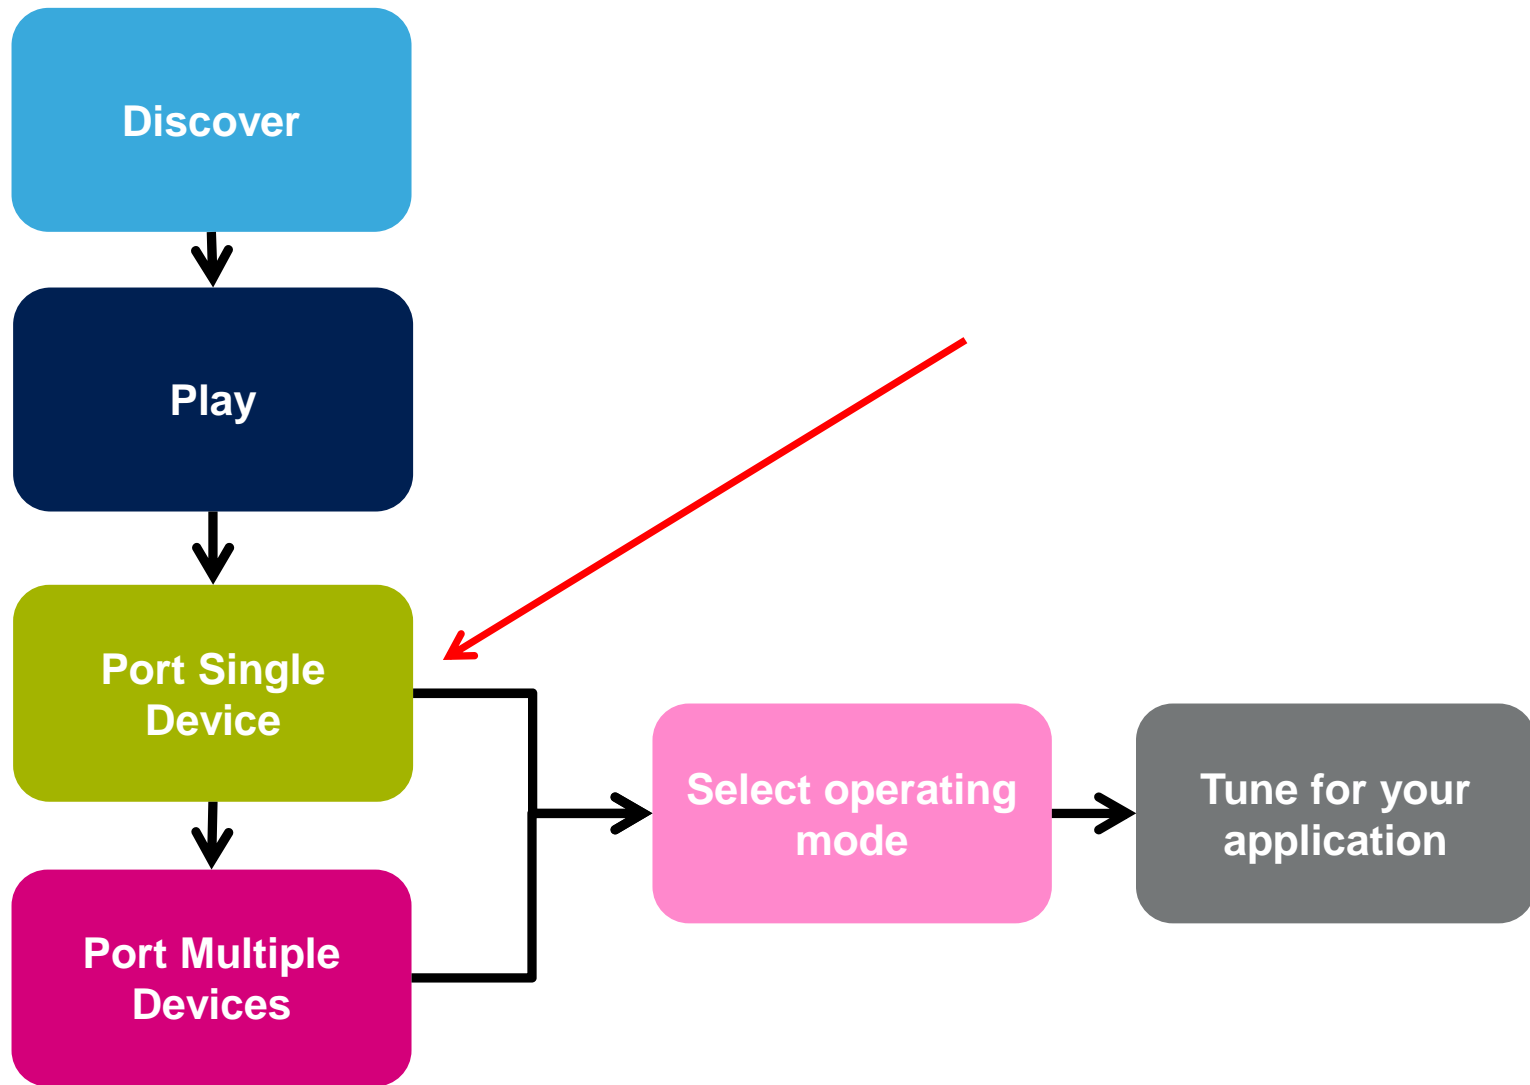 Discover
Play
Port Single
Device
Port Multiple
Devices
Select operating
mode
Tune for your
application